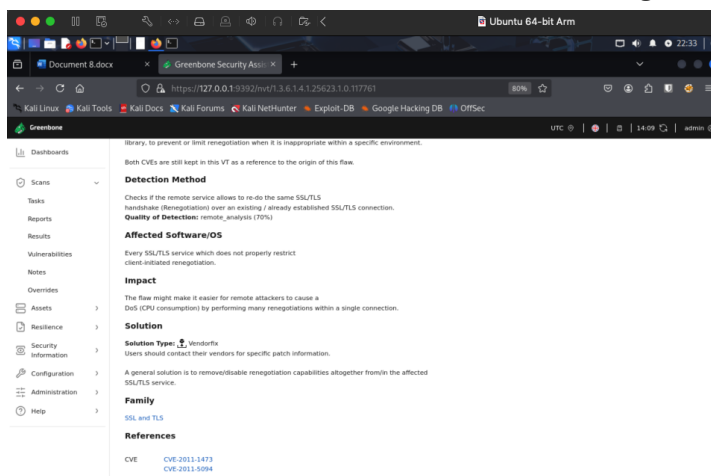 Ubuntu 64-bit Arm
22:33
Document 8.docx
Greenbone Security Assis
https://127.0.0.1:9392/nvt/1.3.6.1.4.1.25623.1.0.117761
80%
Kali Linux Kali Tools Kali Docs Kali Forums Kali NetHunter Exploit-DB Google Hacking DB OffSec
Greenbone
UTC
14:09
admin
Dashboards
Scans
Tasks
Reports
Results
Vulnerabilities
Notes
Overrides
Assets
Resilience
Security
Information
Configuration
Administration
Help
library, to prevent or limit renegotiation when it is inappropriate within a specific environment.
Both CVEs are still kept in this VT as a reference to the origin of this flaw.
Detection Method
Checks if the remote service allows to re-do the same SSL/TLS
handshake (Renegotiation) over an existing / already established SSL/TLS connection.
Quality of Detection: remote_analysis (70%)
Affected Software/OS
Every SSL/TLS service which does not properly restrict
client-initiated renegotiation.
Impact
The flaw might make it easier for remote attackers to cause a
DoS (CPU consumption) by performing many renegotiations within a single connection.
Solution
Solution Type: Vendorfix
Users should contact their vendors for specific patch information.
A general solution is to remove/disable renegotiation capabilities altogether from/in the affected
SSL/TLS service.
Family
SSL and TLS
References
CVE CVE-2011-1473
CVE-2011-5094